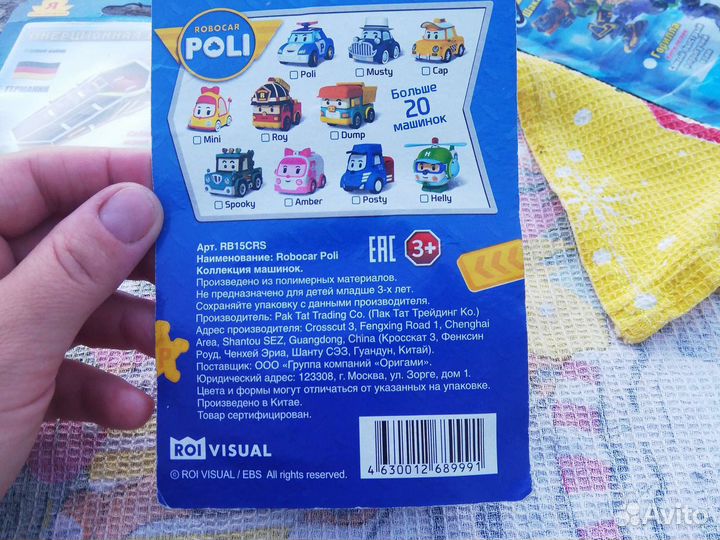 ROBOCAR
POLI
Poli
Musty
Cap
Mini
Roy
Dump
Больше
20
машинок
Spooky
Amber
Posty
Helly
Арт. RB15CRS
Наименование: Robocar Poli
Коллекция машинок.
Произведено из полимерных материалов.
Не предназначено для детей младше 3-х лет.
Сохраняйте упаковку с данными производителя.
Производитель: Pak Tat Trading Co. (Пак Тат Трейдинг Ко.)
Адрес производителя: Crosscut 3, Fengxing Road 1, Chenghai
Area, Shantou SEZ, Guangdong, China (Кросскат 3, Фенксин
Роуд, Ченхей Эриа, Шанту СЭЗ, Гуандун, Китай).
Поставщик: ООО «Группа компаний «Оригами».
Юридический адрес: 123308, г. Москва, ул. Зорге, дом 1.
Цвета и формы могут отличаться от указанных на упаковке.
Произведено в Китае.
Товар сертифицирован.
EAC
3+
ROI VISUAL
© ROI VISUAL / EBS All rights reserved.
4 630012 689991
Я
ГЕРМАНИЯ
Avito